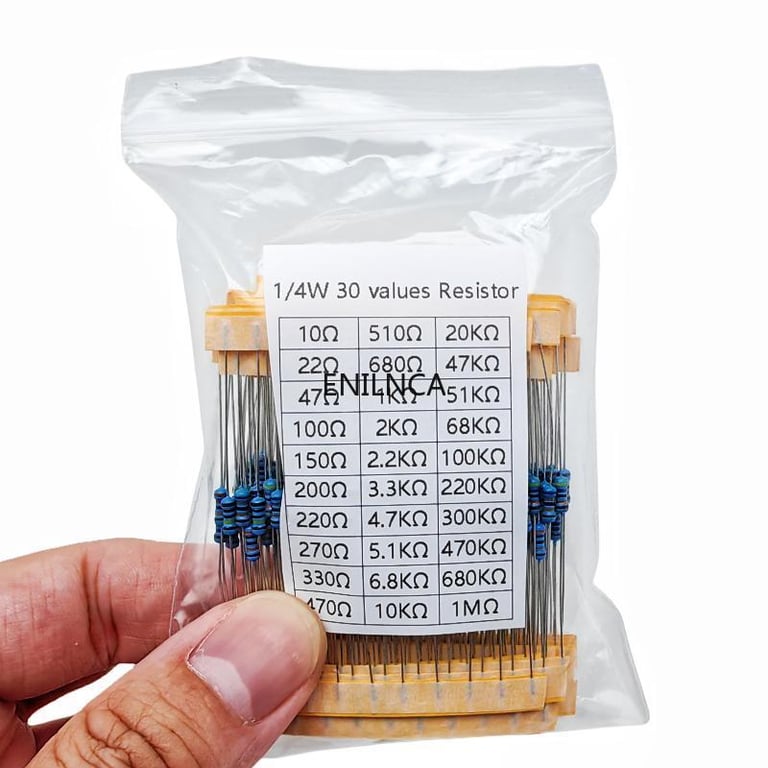 1/4W 30 values Resistor
10Ω 510Ω 20KΩ
22Ω 680Ω 47KΩ
ENILNCA
47Ω 1KΩ 51KΩ
100Ω 2KΩ 68KΩ
150Ω 2.2KΩ 100KΩ
200Ω 3.3KΩ 220KΩ
220Ω 4.7KΩ 300KΩ
270Ω 5.1KΩ 470KΩ
330Ω 6.8KΩ 680KΩ
470Ω 10KΩ 1MΩ